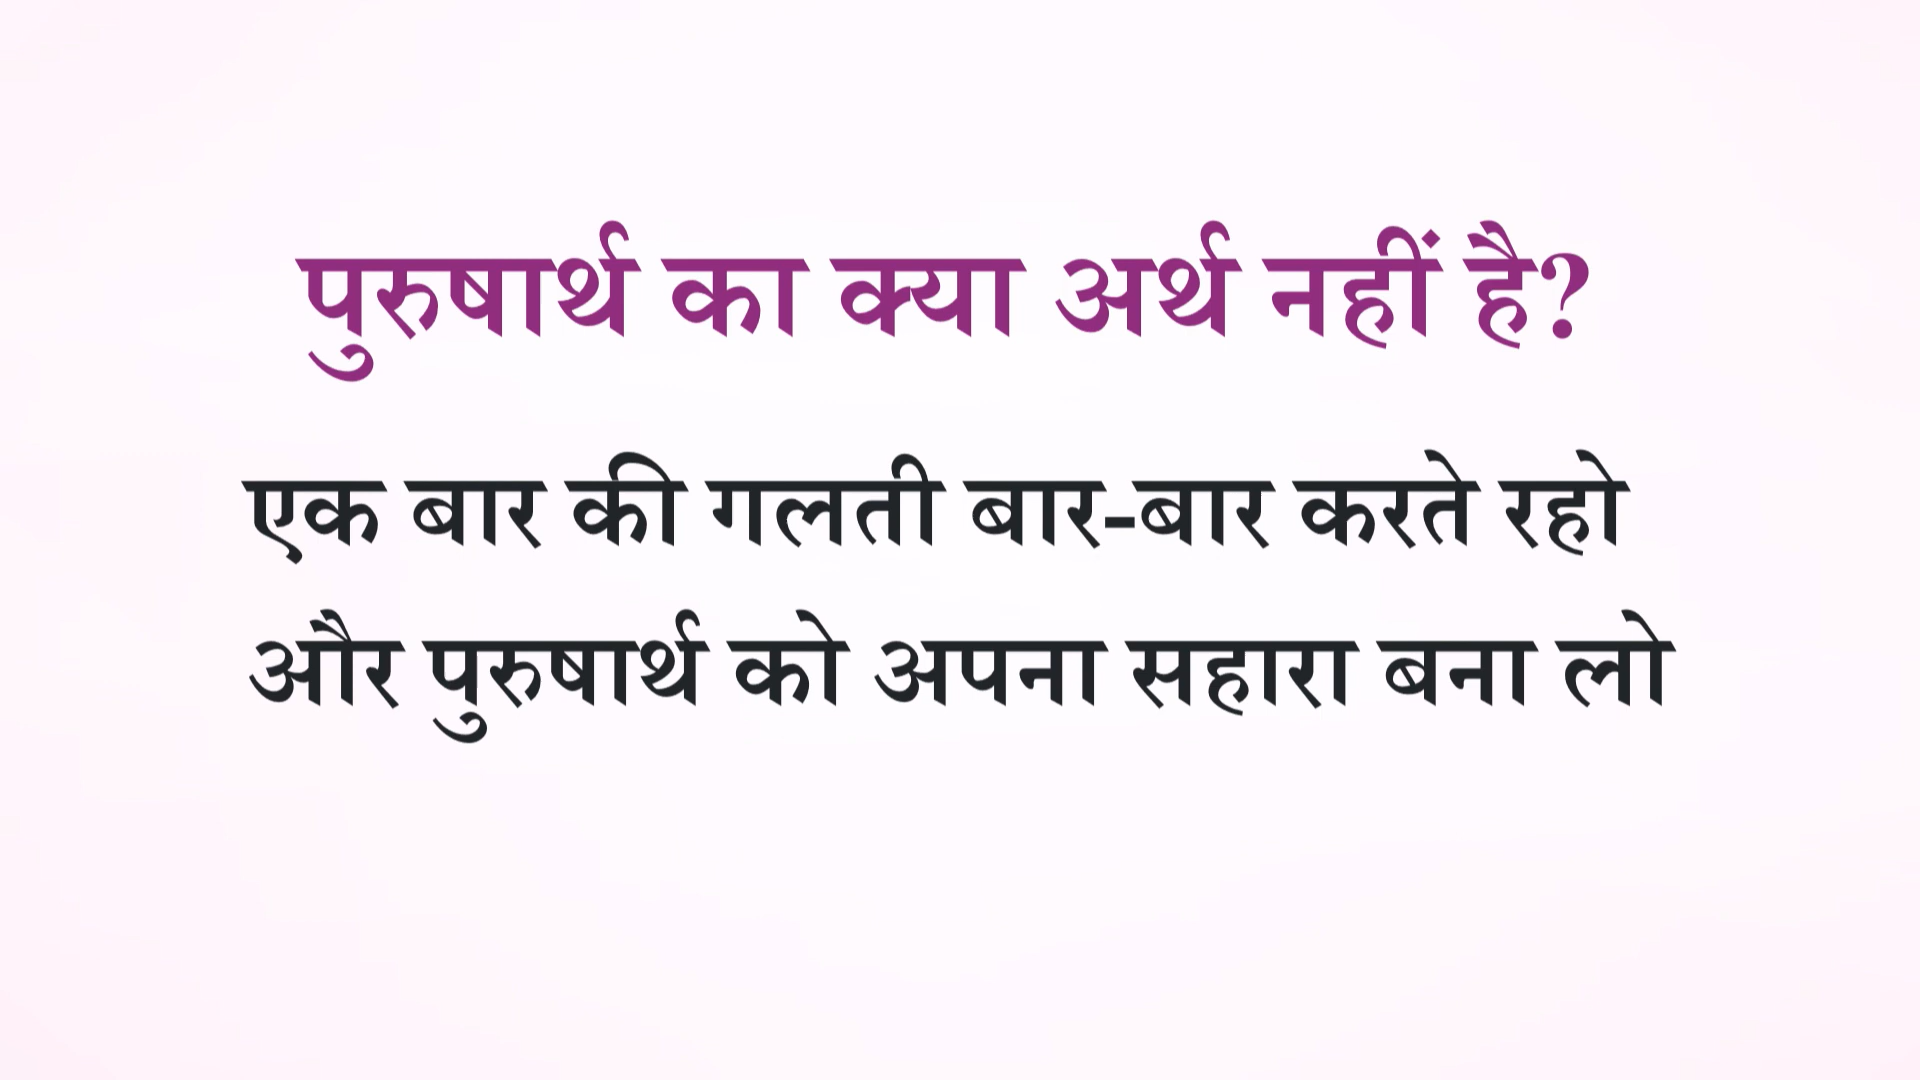 पुरुषार्थ का क्या अर्थ नहीं है?
एक बार की गलती बार-बार करते रहो
और पुरुषार्थ को अपना सहारा बना लो